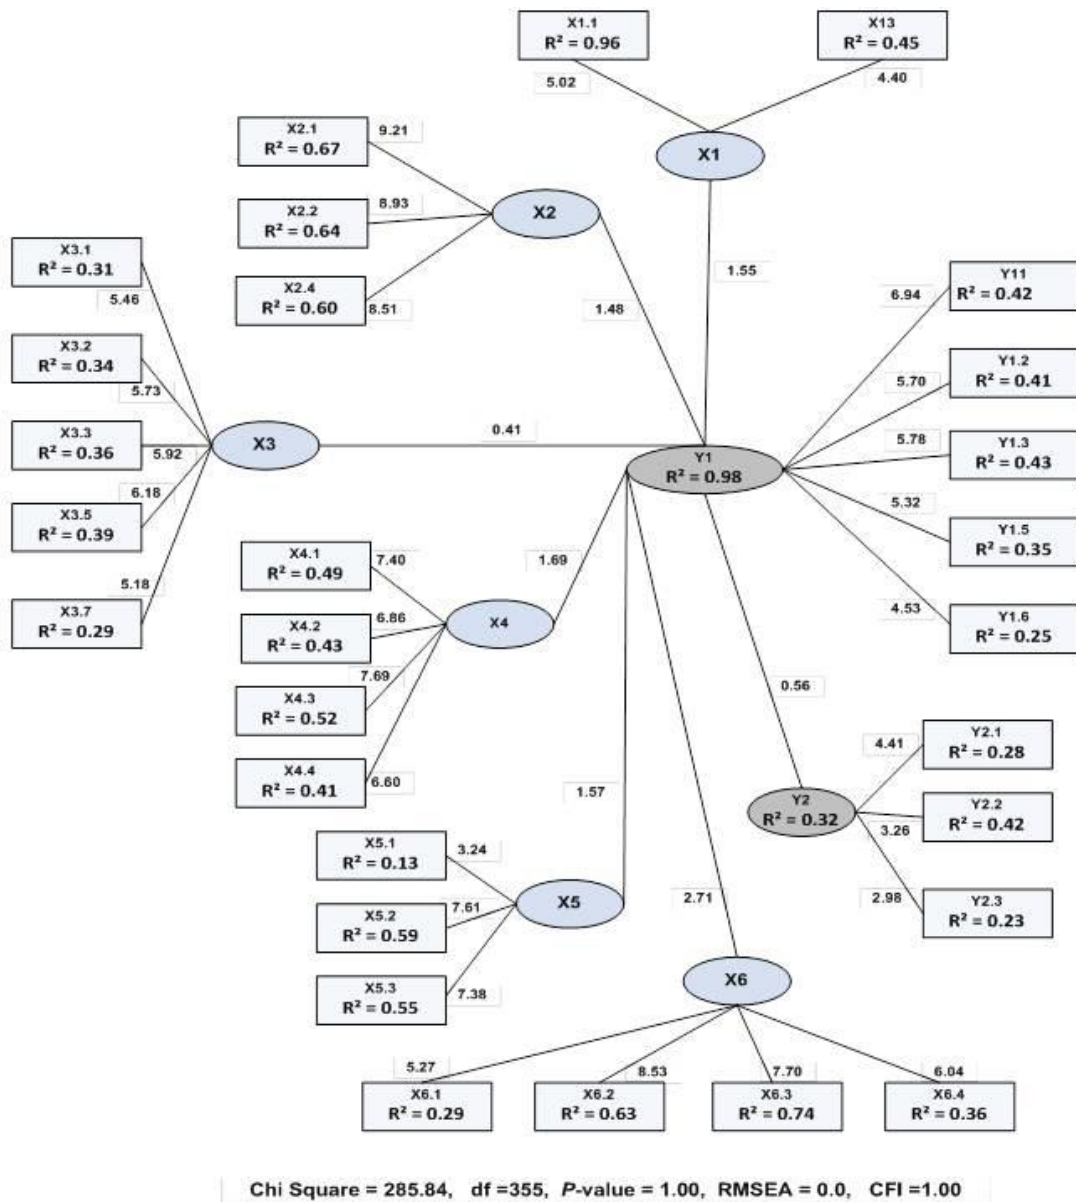 X1.1
R² = 0.96
X13
R² = 0.45
5.02
4.40
X1
X2.1
R² = 0.67
9.21
X2.2
R² = 0.64
8.93
X2
X2.4
R² = 0.60
8.51
1.55
1.48
X3.1
R² = 0.31
5.46
X3.2
R² = 0.34
5.73
X3.3
R² = 0.36
5.92
X3
0.41
X3.5
R² = 0.39
6.18
X3.7
R² = 0.29
5.18
Y1
R² = 0.98
Y11
R² = 0.42
6.94
Y1.2
R² = 0.41
5.70
Y1.3
R² = 0.43
5.78
Y1.5
R² = 0.35
5.32
Y1.6
R² = 0.25
4.53
X4.1
R² = 0.49
7.40
X4.2
R² = 0.43
6.86
X4
1.69
X4.3
R² = 0.52
7.69
X4.4
R² = 0.41
6.60
0.56
Y2
R² = 0.32
Y2.1
R² = 0.28
4.41
Y2.2
R² = 0.42
3.26
Y2.3
R² = 0.23
2.98
1.57
X5.1
R² = 0.13
3.24
X5.2
R² = 0.59
7.61
X5
X5.3
R² = 0.55
7.38
2.71
X6
5.27
8.53
7.70
6.04
X6.1
R² = 0.29
X6.2
R² = 0.63
X6.3
R² = 0.74
X6.4
R² = 0.36
Chi Square = 285.84, df =355, P-value = 1.00, RMSEA = 0.0, CFI =1.00